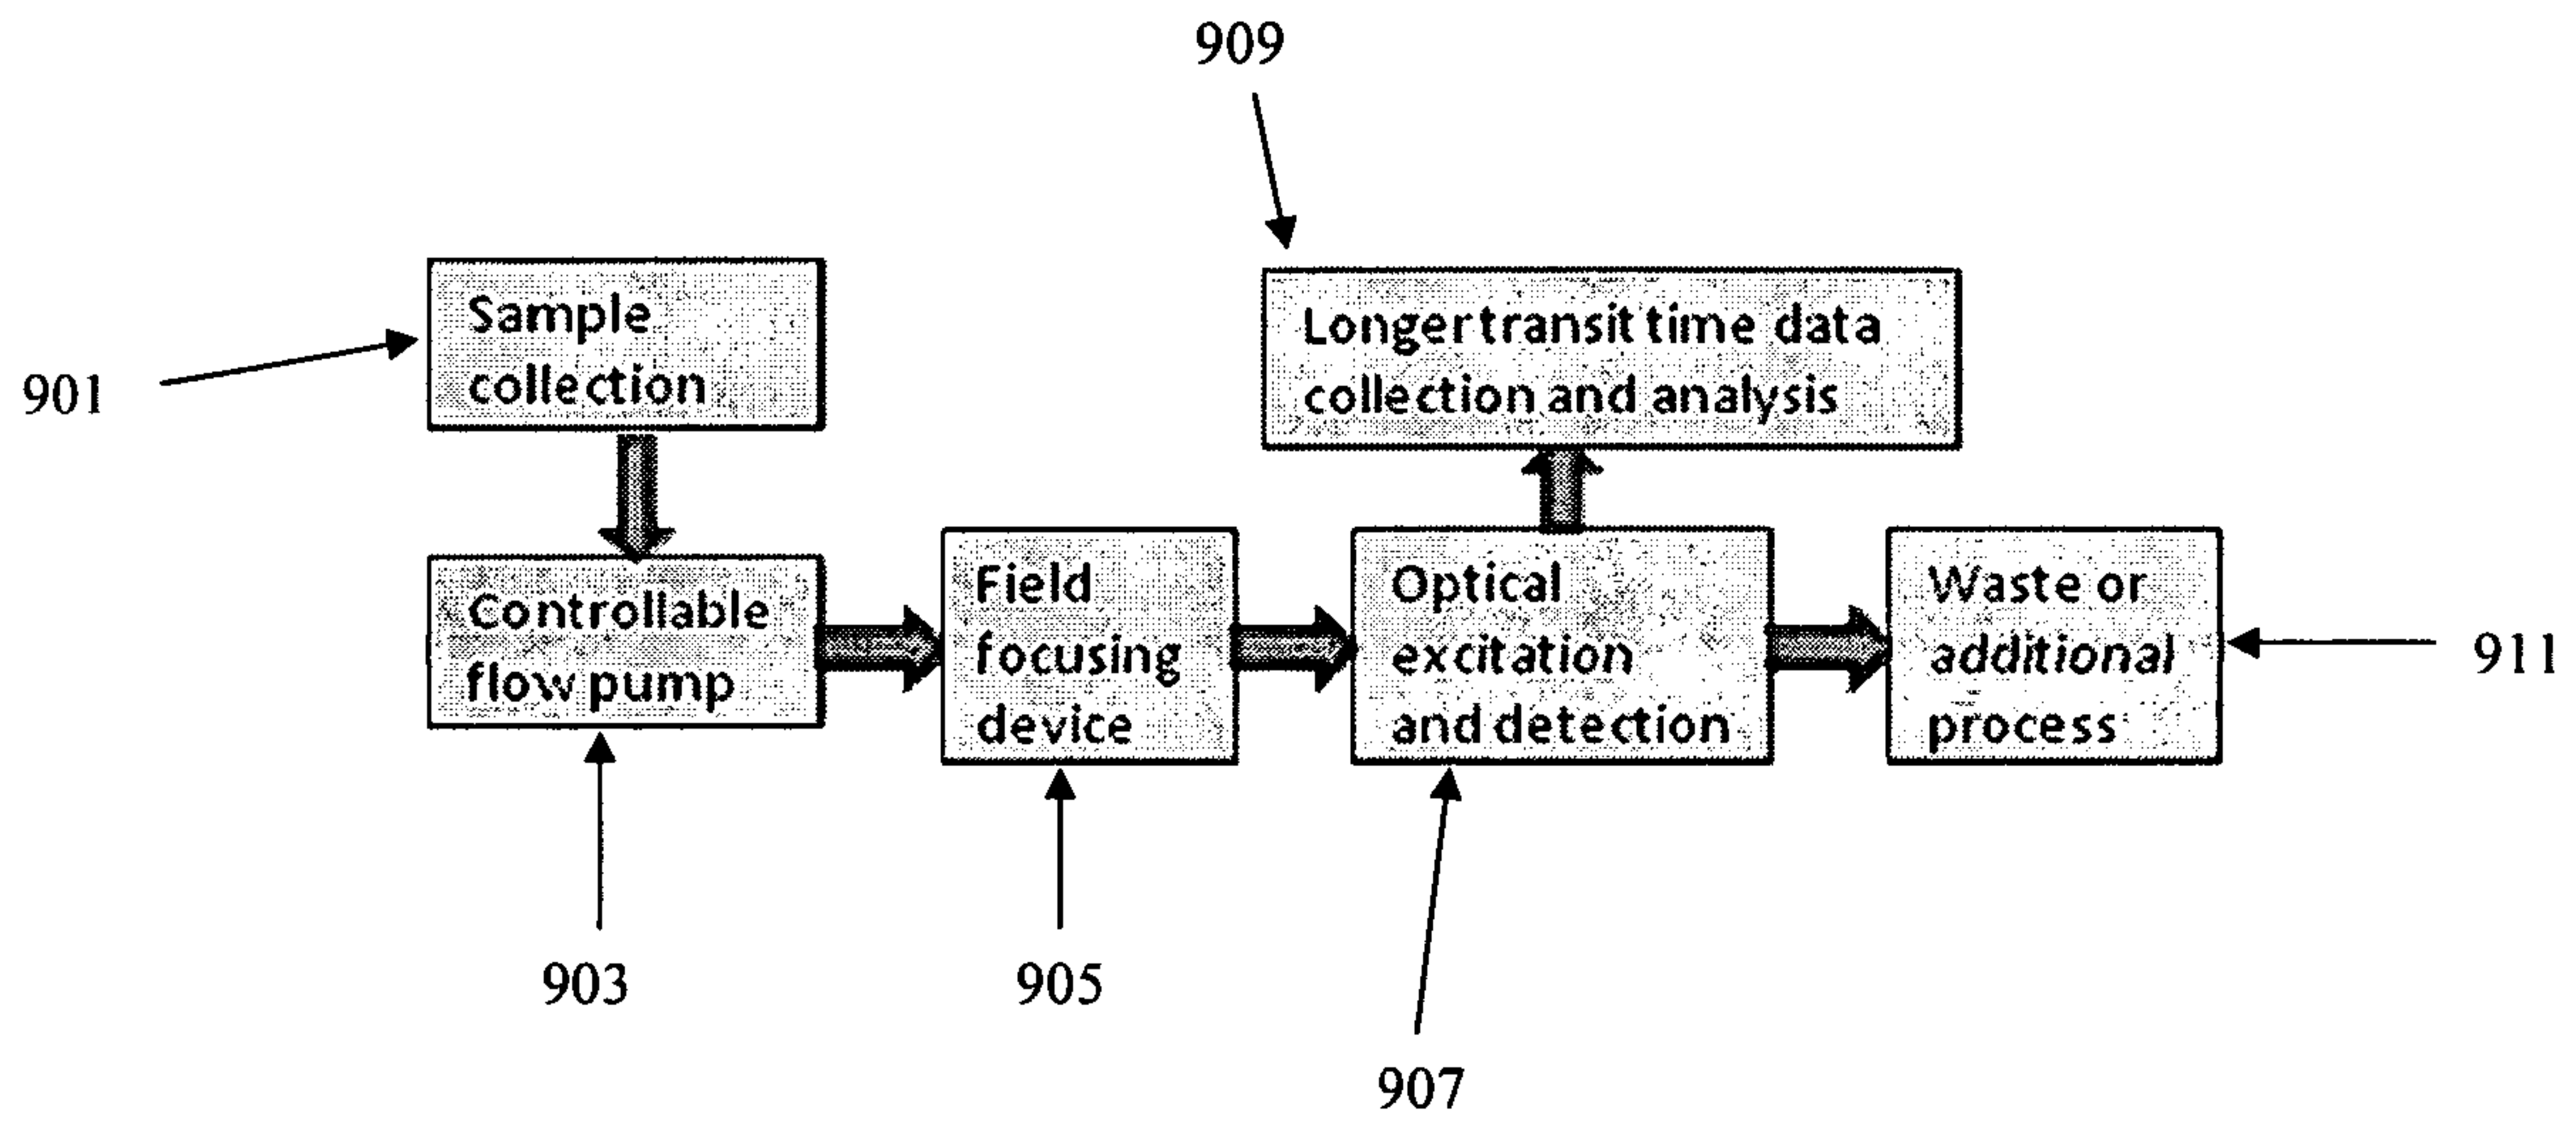 909
901
Sample
collection
Longer transit time data
collection and analysis
Controllable
flow pump
Field
focusing
device
Optical
excitation
and detection
Waste or
additional
process
911
903
905
907